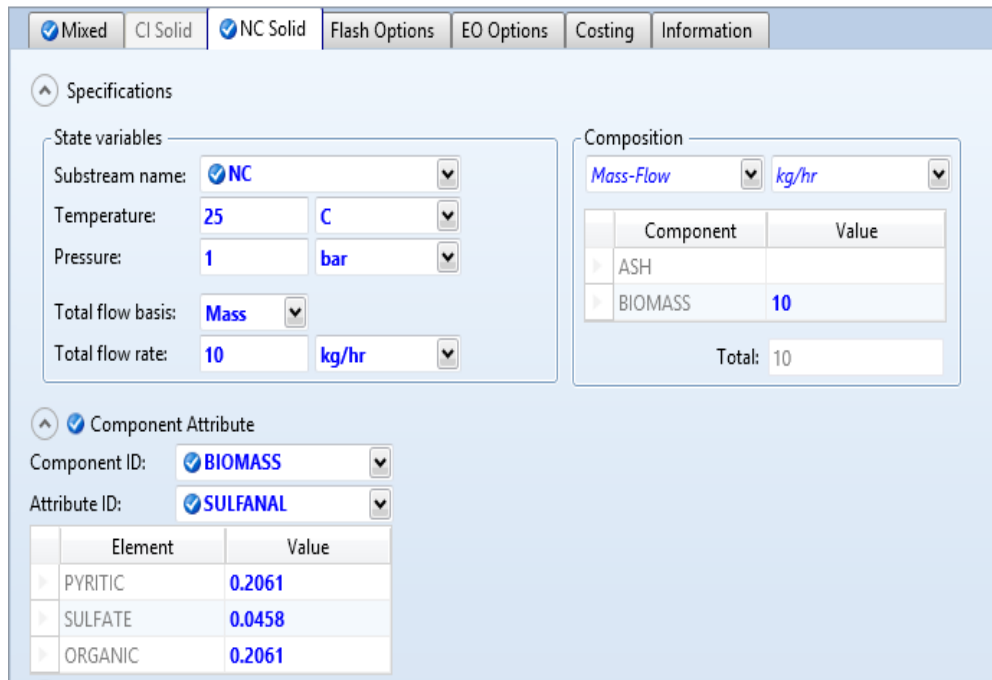 Mixed CI Solid NC Solid Flash Options EO Options Costing Information
Specifications
State variables
Substream name: NC
Temperature: 25 C
Pressure: 1 bar
Total flow basis: Mass
Total flow rate: 10 kg/hr
Composition
Mass-Flow kg/hr
Component Value
ASH
BIOMASS 10
Total: 10
Component Attribute
Component ID: BIOMASS
Attribute ID: SULFANAL
Element Value
PYRITIC 0.2061
SULFATE 0.0458
ORGANIC 0.2061